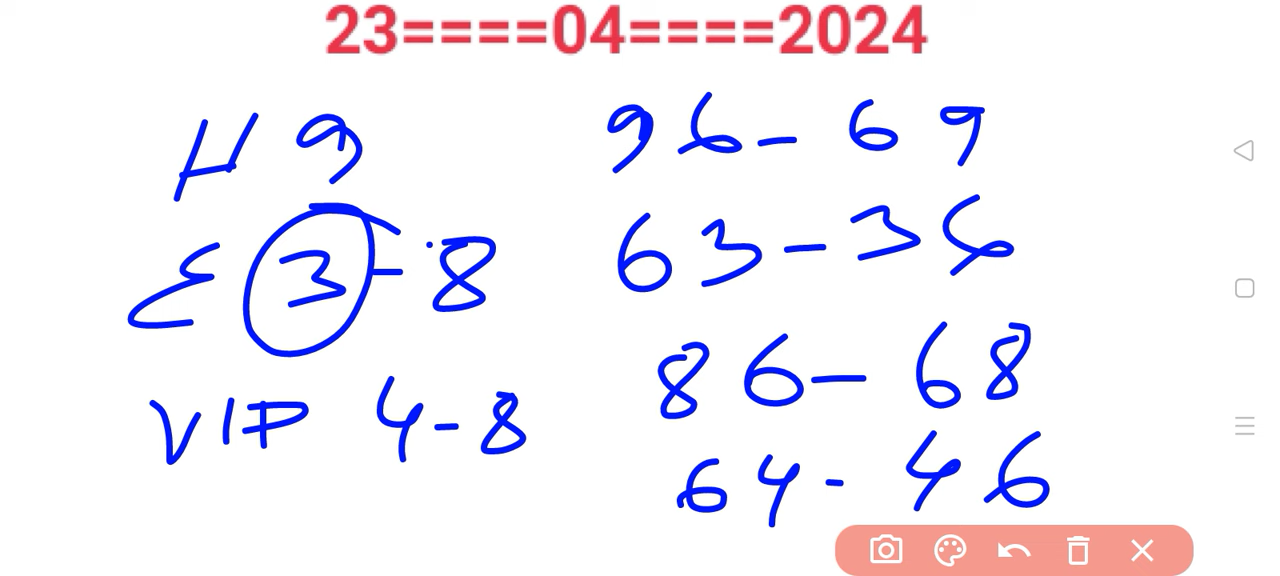 23====04====2024
H 9
E 3-8
VIP 4-8
96-69
63-36
86-68
64-46